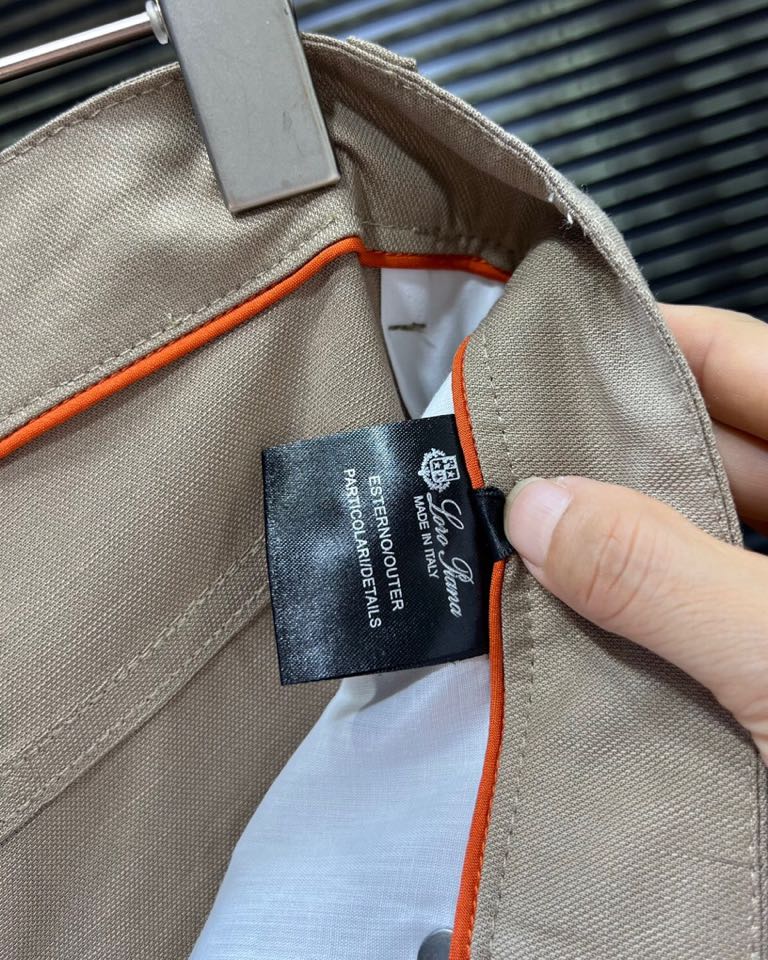 Loro Piana
MADE IN ITALY
ESTERNO/OUTER
PARTICOLARI/DETAILS